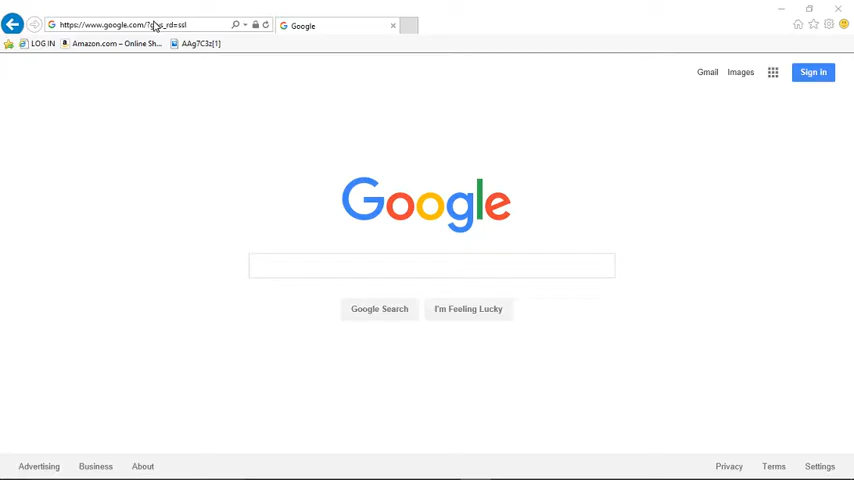 https://www.google.com/?gws_rd=ssl
Google
LOG IN Amazon.com – Online Sh... AAg7C3z[1]
Gmail Images Sign in
Google
Google Search I'm Feeling Lucky
Advertising Business About Privacy Terms Settings